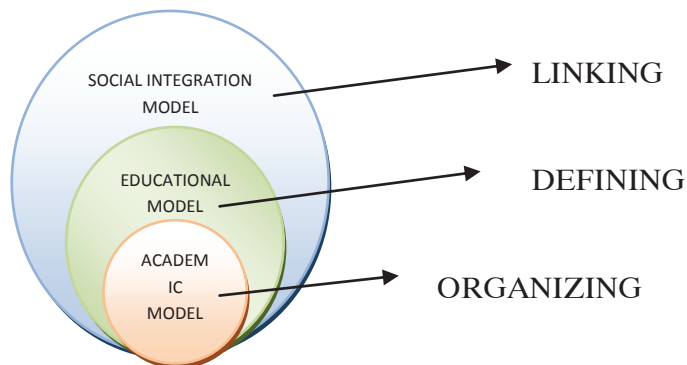 SOCIAL INTEGRATION
MODEL
LINKING
EDUCATIONAL
MODEL
DEFINING
ACADEM
IC
MODEL
ORGANIZING